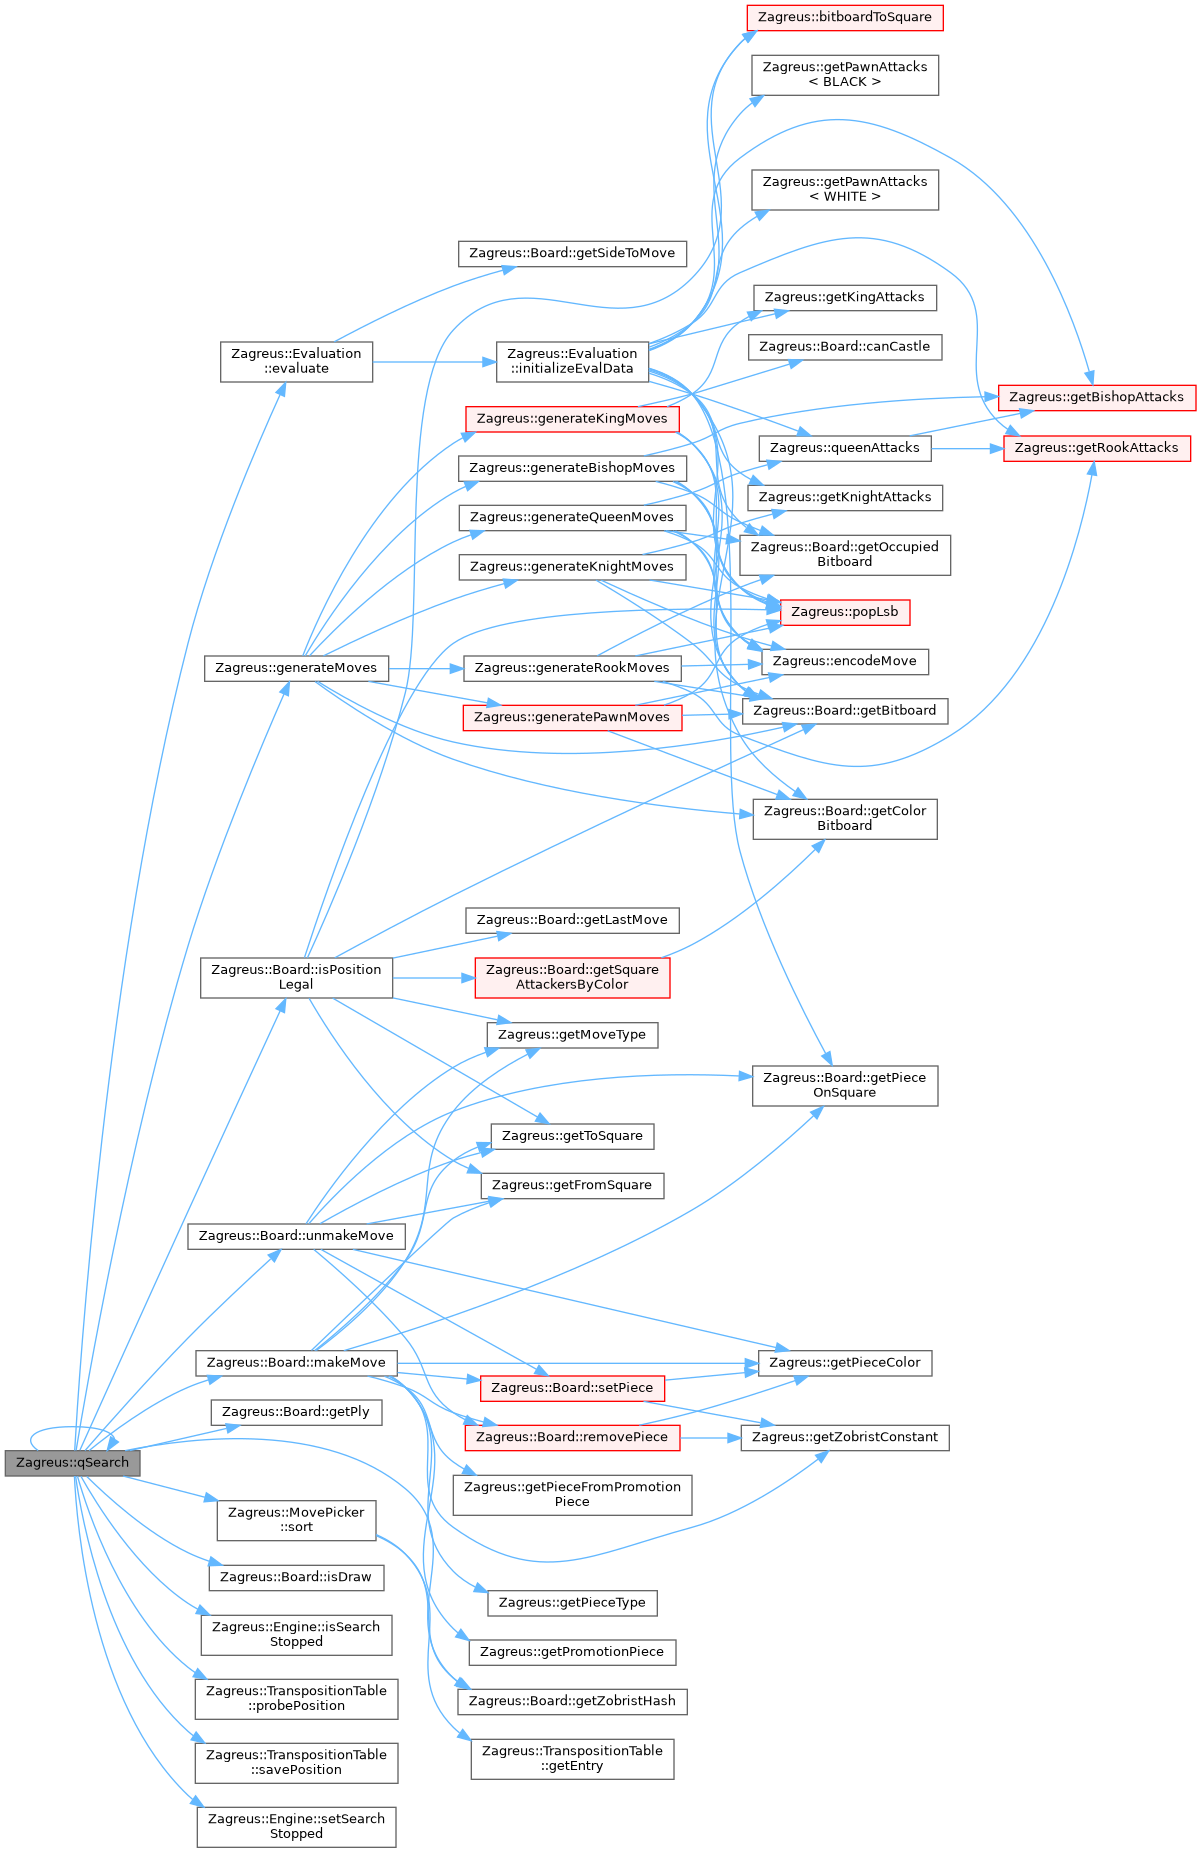 Zagreus::bitboardToSquare
Zagreus::getPawnAttacks
< BLACK >
Zagreus::getPawnAttacks
< WHITE >
Zagreus::Board::getSideToMove
Zagreus::getKingAttacks
Zagreus::Evaluation
::evaluate
Zagreus::Evaluation
::initializeEvalData
Zagreus::Board::canCastle
Zagreus::getBishopAttacks
Zagreus::generateKingMoves
Zagreus::queenAttacks
Zagreus::getRookAttacks
Zagreus::generateBishopMoves
Zagreus::getKnightAttacks
Zagreus::generateQueenMoves
Zagreus::Board::getOccupied
Bitboard
Zagreus::generateKnightMoves
Zagreus::popLsb
Zagreus::generateMoves
Zagreus::generateRookMoves
Zagreus::encodeMove
Zagreus::generatePawnMoves
Zagreus::Board::getBitboard
Zagreus::Board::getColor
Bitboard
Zagreus::Board::getLastMove
Zagreus::Board::isPosition
Legal
Zagreus::Board::getSquare
AttackersByColor
Zagreus::getMoveType
Zagreus::Board::getPiece
OnSquare
Zagreus::getToSquare
Zagreus::getFromSquare
Zagreus::Board::unmakeMove
Zagreus::Board::makeMove
Zagreus::getPieceColor
Zagreus::Board::setPiece
Zagreus::Board::getPly
Zagreus::Board::removePiece
Zagreus::getZobristConstant
Zagreus::qSearch
Zagreus::getPieceFromPromotion
Piece
Zagreus::MovePicker
::sort
Zagreus::Board::isDraw
Zagreus::getPieceType
Zagreus::Engine::isSearch
Stopped
Zagreus::getPromotionPiece
Zagreus::TranspositionTable
::probePosition
Zagreus::Board::getZobristHash
Zagreus::TranspositionTable
::savePosition
Zagreus::TranspositionTable
::getEntry
Zagreus::Engine::setSearch
Stopped